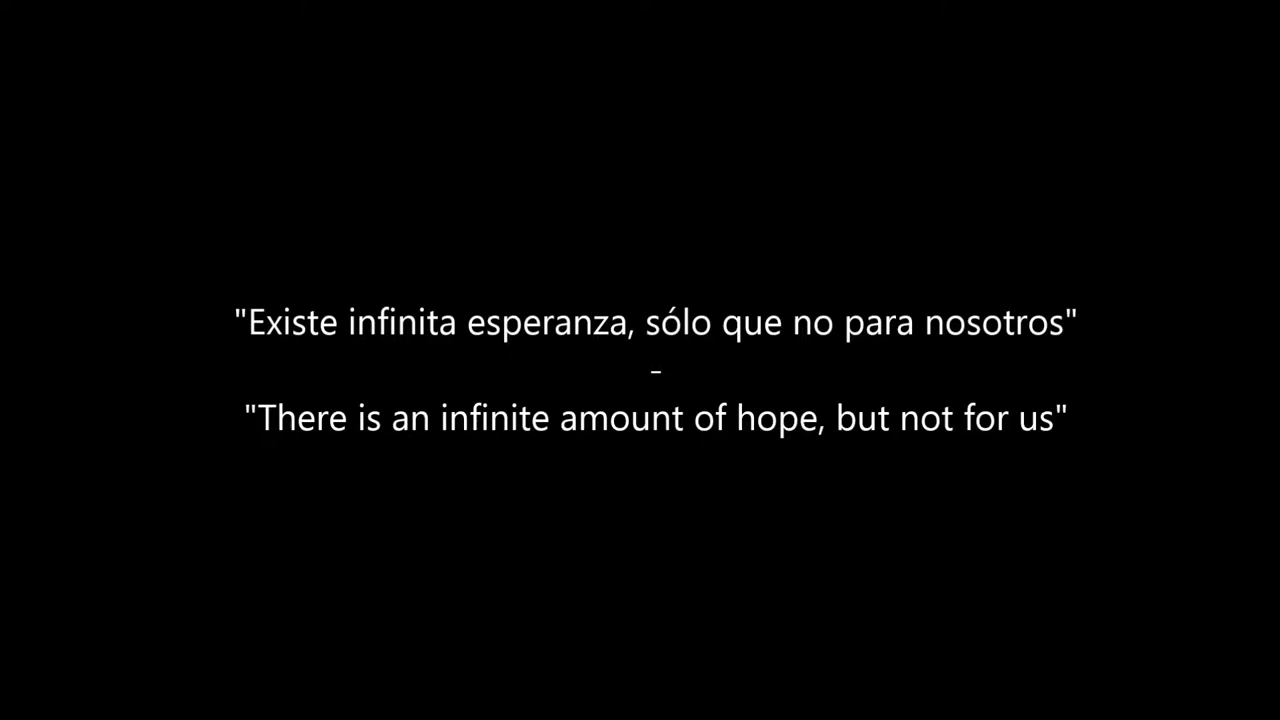 "Existe infinita esperanza, sólo que no para nosotros"
-
"There is an infinite amount of hope, but not for us"